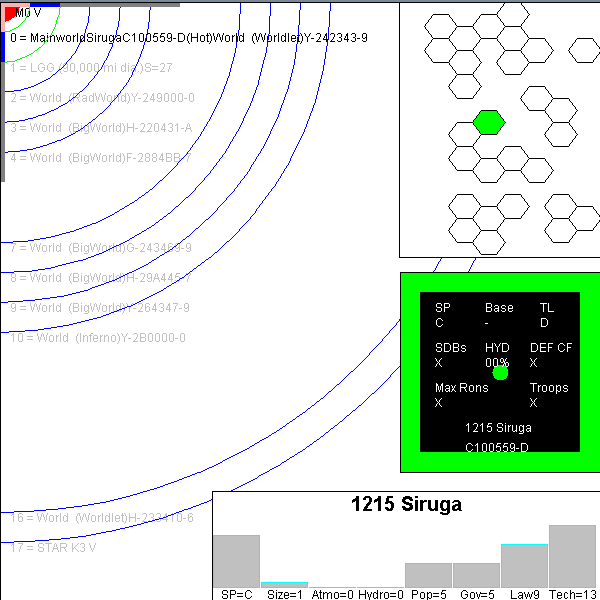 M0 V
0 = MainworldSirugaC100559-D(Hot)World (Worldlet)Y-242343-9
1 = LGG (90,000 mi dia.)S=27
2 = World (RadWorld)Y-249000-0
3 = World (BigWorld)H-220431-A
4 = World (BigWorld)F-2884BB-7
7 = World (BigWorld)G-243463-9
8 = World (BigWorld)H-29A445-7
9 = World (BigWorld)Y-264347-9
10 = World (Inferno)Y-2B0000-0
16 = World (Worldlet)H-233410-6
17 = STAR K3 V
SP Base TL
C - D
SDBs HYD DEF CF
X 00% X
Max Rons Troops
X X
1215 Siruga
C100559-D
1215 Siruga
SP=C Size=1 Atmo=0 Hydro=0 Pop=5 Gov=5 Law9 Tech=13